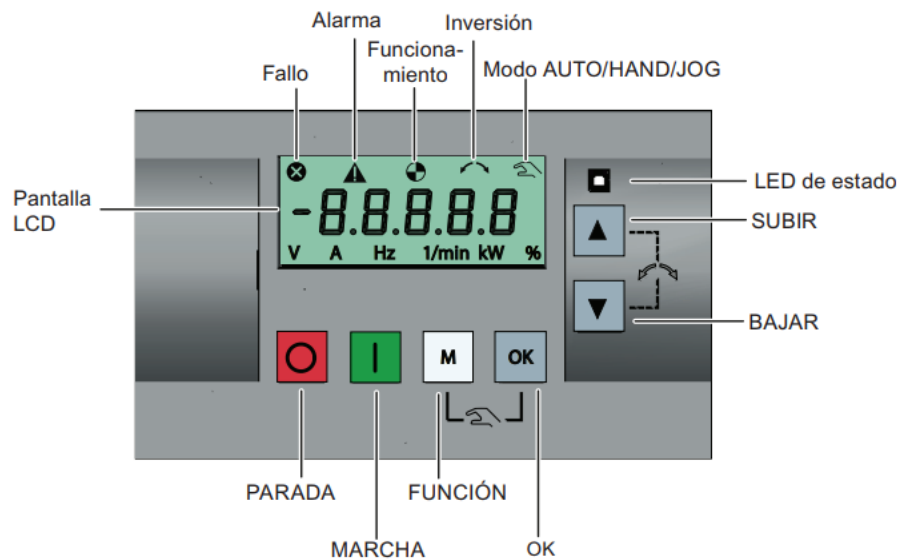 Alarma
Inversión
Funciona-
miento
Modo AUTO/HAND/JOG
Fallo
Pantalla
LCD
-8.8.8.8.8
V A Hz 1/min kW %
LED de estado
SUBIR
BAJAR
M
OK
PARADA
FUNCIÓN
MARCHA
OK